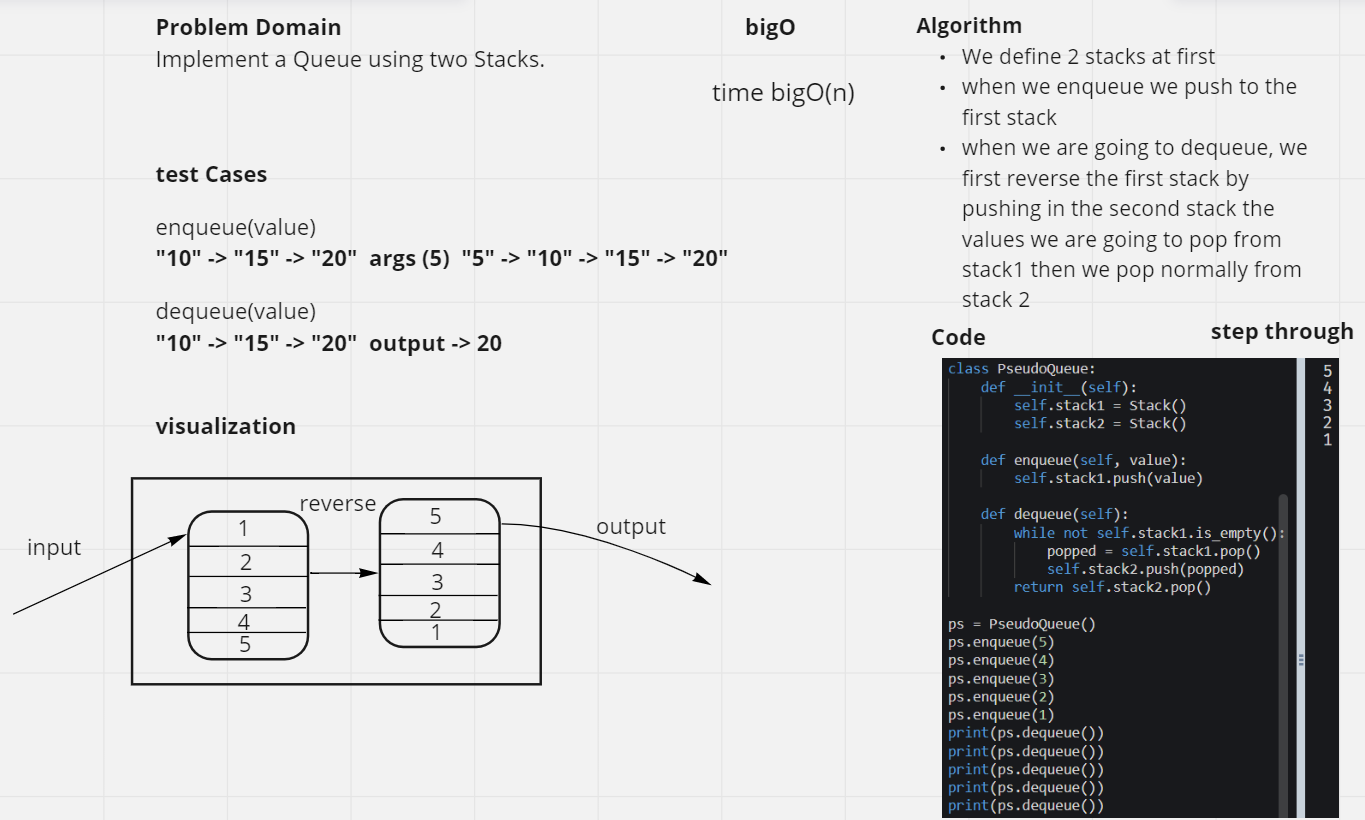 Problem Domain
Implement a Queue using two Stacks.
test Cases
enqueue(value)
"10" -> "15" -> "20"  args (5)  "5" -> "10" -> "15" -> "20"
dequeue(value)
"10" -> "15" -> "20"  output -> 20
visualization
input
1
2
3
4
5
reverse
5
4
3
2
1
output
bigO
time bigO(n)
Algorithm
• We define 2 stacks at first
• when we enqueue we push to the
first stack
• when we are going to dequeue, we
first reverse the first stack by
pushing in the second stack the
values we are going to pop from
stack1 then we pop normally from
stack 2
Code
class PseudoQueue:
    def __init__(self):
        self.stack1 = Stack()
        self.stack2 = Stack()
    def enqueue(self, value):
        self.stack1.push(value)
    def dequeue(self):
        while not self.stack1.is_empty():
            popped = self.stack1.pop()
            self.stack2.push(popped)
        return self.stack2.pop()
ps = PseudoQueue()
ps.enqueue(5)
ps.enqueue(4)
ps.enqueue(3)
ps.enqueue(2)
ps.enqueue(1)
print(ps.dequeue())
print(ps.dequeue())
print(ps.dequeue())
print(ps.dequeue())
print(ps.dequeue())
step through
5
4
3
2
1